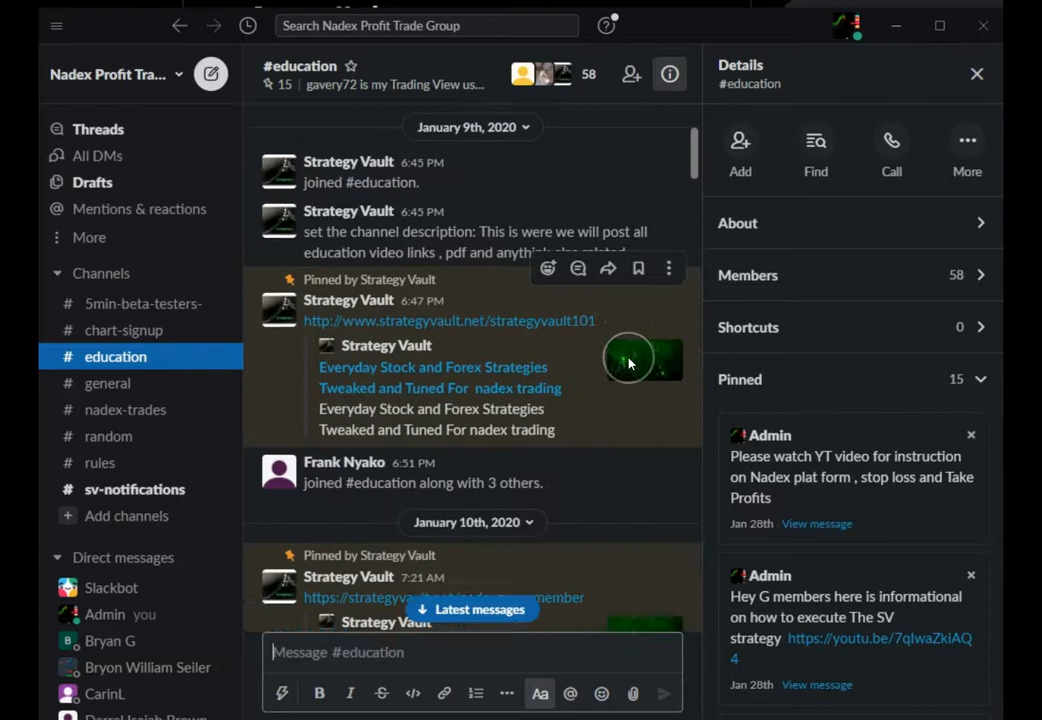 Search Nadex Profit Trade Group
Nadex Profit Tra...
Threads
All DMs
Drafts
Mentions & reactions
More
Channels
# 5min-beta-testers-
# chart-signup
# education
# general
# nadex-trades
# random
# rules
# sv-notifications
+ Add channels
Direct messages
Slackbot
Admin you
B Bryan G
Bryon William Seiler
CarinL
Darrel Isaiah Brown
#education
15 | gavery72 is my Trading View us...
58
January 9th, 2020
Strategy Vault 6:45 PM
joined #education.
Strategy Vault 6:45 PM
set the channel description: This is were we will post all
education video links , pdf and anythink else related
Pinned by Strategy Vault
Strategy Vault 6:47 PM
http://www.strategyvault.net/strategyvault101
Strategy Vault
Everyday Stock and Forex Strategies
Tweaked and Tuned For nadex trading
Everyday Stock and Forex Strategies
Tweaked and Tuned For nadex trading
Frank Nyako 6:51 PM
joined #education along with 3 others.
January 10th, 2020
Pinned by Strategy Vault
Strategy Vault 7:21 AM
Latest messages
Strategy Vault
Message #education
B I S Aa @
Details
#education
Add Find Call More
About
Members 58
Shortcuts 0
Pinned 15
Admin
Please watch YT video for instruction
on Nadex plat form , stop loss and Take
Profits
Jan 28th View message
Admin
Hey G members here is informational
on how to execute The SV
strategy https://youtu.be/7qIwaZkiAQ
4
Jan 28th View message